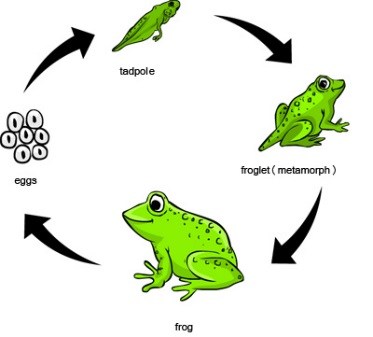 tadpole
froglet ( metamorph )
eggs
frog